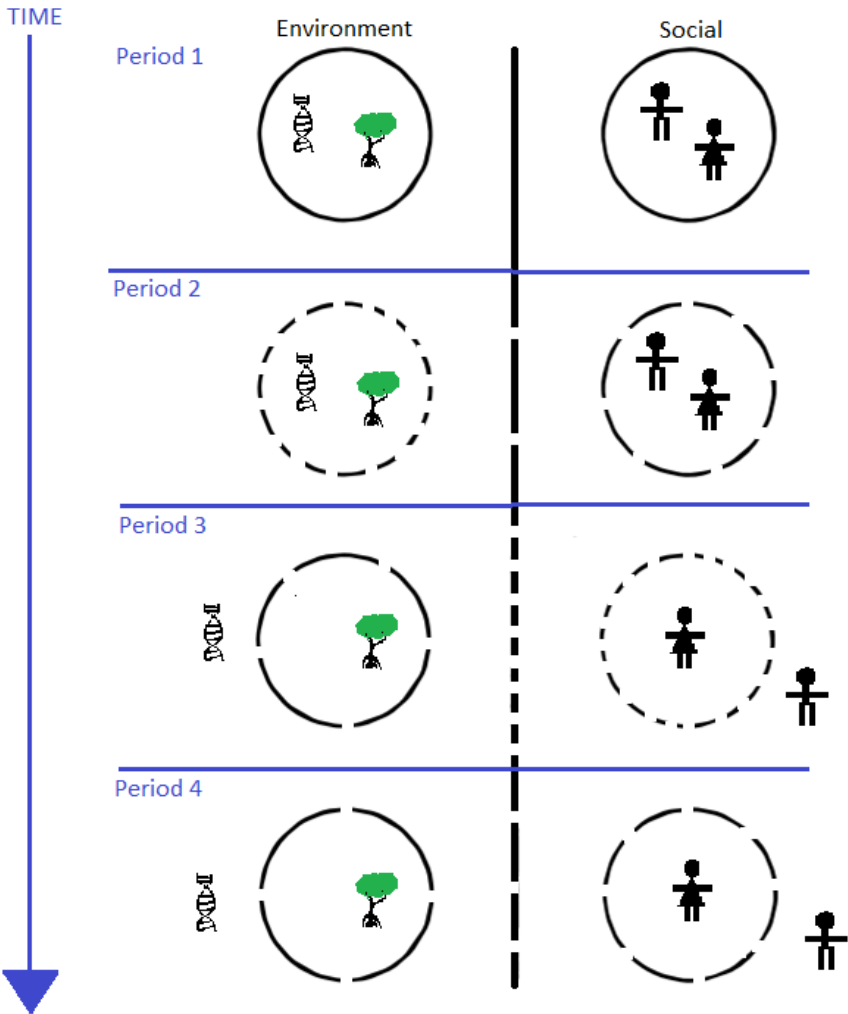 TIME
Environment
Social
Period 1
Period 2
Period 3
Period 4